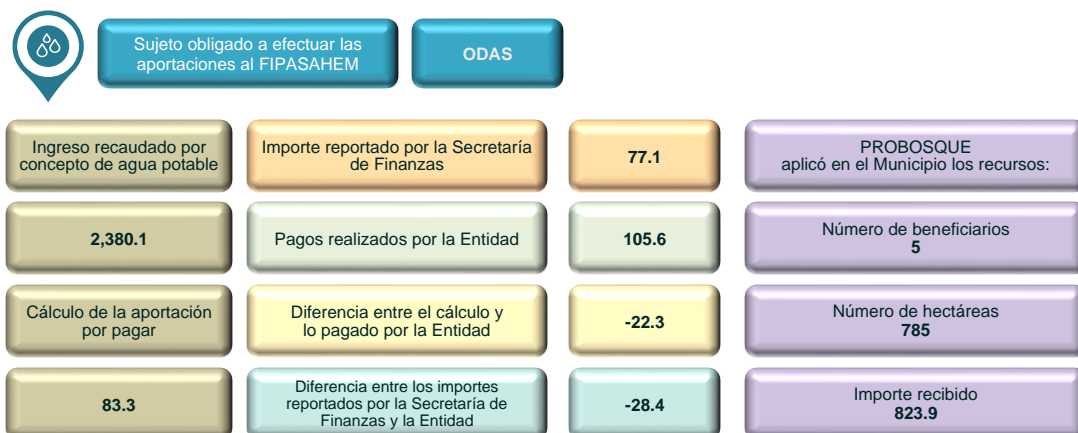 Sujeto obligado a efectuar las
aportaciones al FIPASAHEM
ODAS
Ingreso recaudado por
concepto de agua potable
Importe reportado por la Secretaría
de Finanzas
77.1
PROBOSQUE
aplicó en el Municipio los recursos:
2,380.1
Pagos realizados por la Entidad
105.6
Número de beneficiarios
5
Cálculo de la aportación
por pagar
Diferencia entre el cálculo y
lo pagado por la Entidad
-22.3
Número de hectáreas
785
83.3
Diferencia entre los importes
reportados por la Secretaría de
Finanzas y la Entidad
-28.4
Importe recibido
823.9